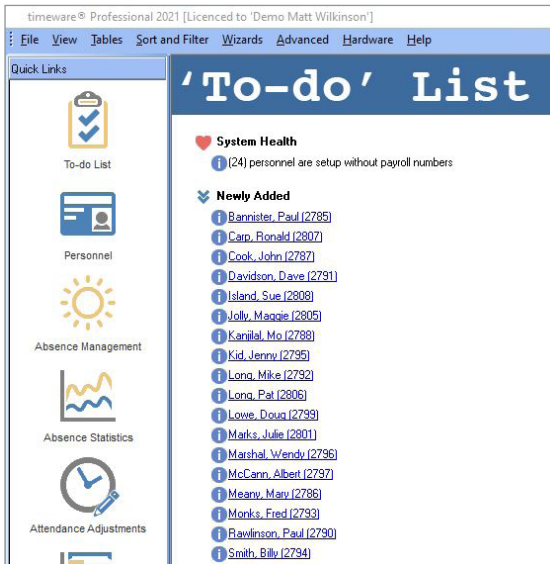 timeware® Professional 2021 [Licenced to 'Demo Matt Wilkinson']
File View Tables Sort and Filter Wizards Advanced Hardware Help
Quick Links
To-do List
Personnel
Absence Management
Absence Statistics
Attendance Adjustments
‘To-do’ List
System Health
(24) personnel are setup without payroll numbers
Newly Added
Bannister, Paul (2785)
Carp, Ronald (2807)
Cook, John (2787)
Davidson, Dave (2791)
Island, Sue (2808)
Jolly, Maggie (2805)
Kanjilal, Mo (2788)
Kid, Jenny (2795)
Long, Mike (2792)
Long, Pat (2806)
Lowe, Doug (2799)
Marks, Julie (2801)
Marshal, Wendy (2796)
McCann, Albert (2797)
Meany, Mary (2786)
Monks, Fred (2793)
Rawlinson, Paul (2790)
Smith, Billy (2794)